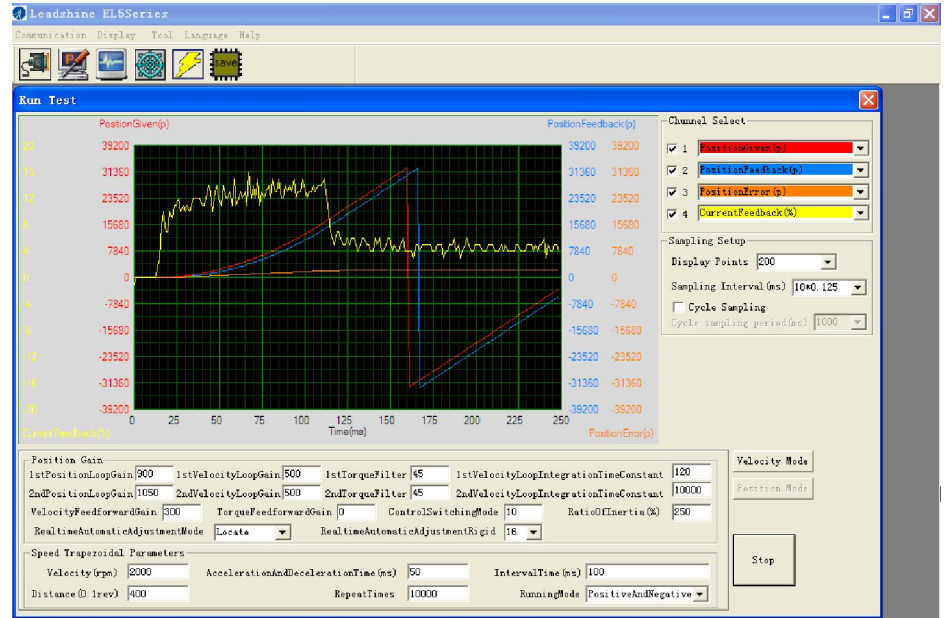 Leadshine EL5Series
Communication Display Tool Language Help
save
Run Test
PositionGiven(p) PositionFeedback(p)
20 39200 39200 39200
16 31360 31360 31360
12 23520 23520 23520
8 15680 15680 15680
4 7840 7840 7840
0 0 0 0
-4 -7840 -7840 -7840
-8 -15680 -15680 -15680
-12 -23520 -23520 -23520
-16 -31360 -31360 -31360
-20 -39200 -39200 -39200
0 25 50 75 100 125 150 175 200 225 250
CurrentFeedback(%) Time(ms) PositionError(p)
Channel Select
1 PositionGiven(p)
2 PositionFeedback(p)
3 PositionError(p)
4 CurrentFeedback(%)
Sampling Setup
Display Points 200
Sampling Interval(ms) 10*0.125
Cycle Sampling
Cycle sampling period(ms) 1000
Position Gain
1stPositionLoopGain 900 1stVelocityLoopGain 500 1stTorqueFilter 45 1stVelocityLoopIntegrationTimeConstant 120
2ndPositionLoopGain 1050 2ndVelocityLoopGain 500 2ndTorqueFilter 45 2ndVelocityLoopIntegrationTimeConstant 10000
VelocityFeedforwardGain 300 TorqueFeedforwardGain 0 ControlSwitchingMode 10 RatioOfInertia(%) 250
RealtimeAutomaticAdjustmentMode Locate RealtimeAutomaticAdjustmentRigid 16
Velocity Mode
Position Mode
Speed Trapezoidal Parameters
Velocity(rpm) 2000 AccelerationAndDecelerationTime(ms) 50 IntervalTime(ms) 100
Distance(0.1rev) 400 RepeatTimes 10000 RunningMode PositiveAndNegative
Stop